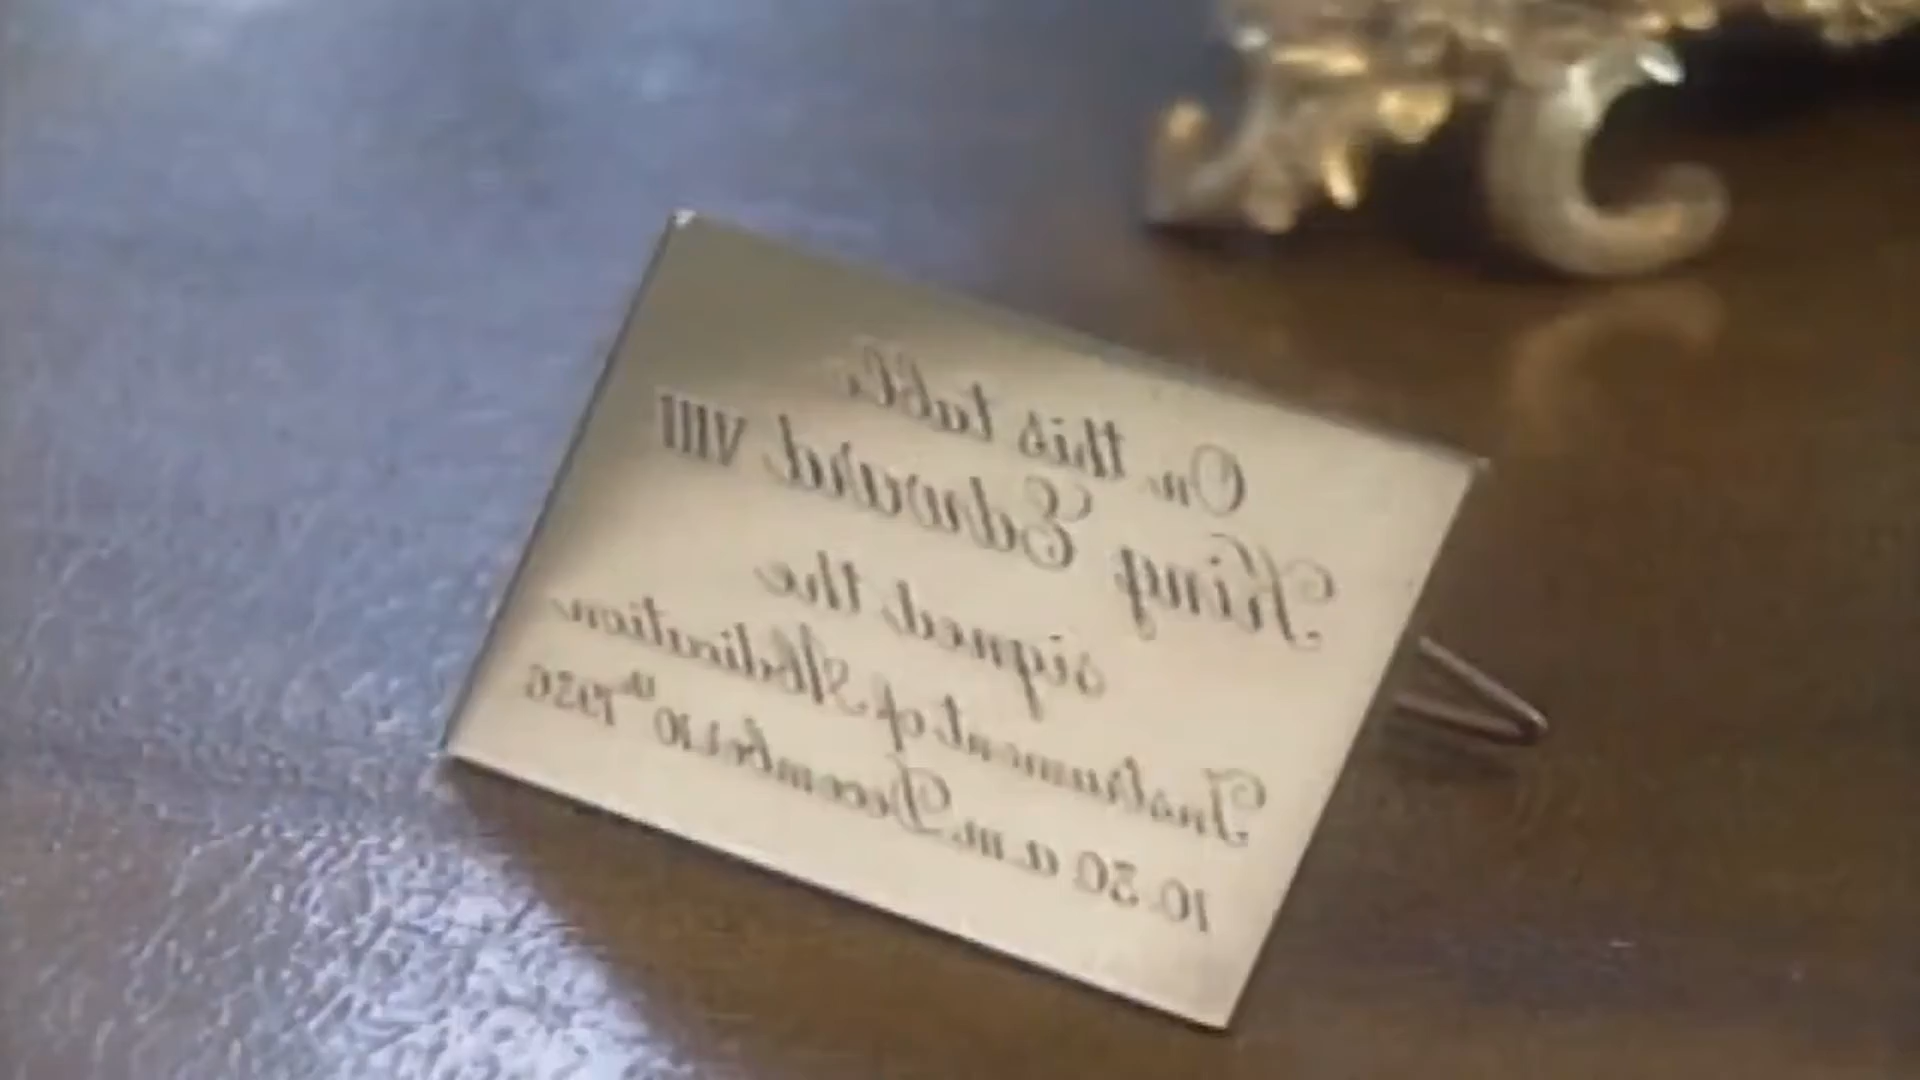 On this table
King Edward VIII
signed the
Instrument of Abdication
10.30 a.m. December 10th 1936